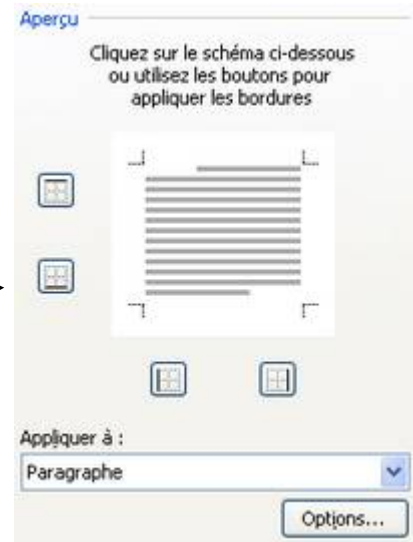 Aperçu
Cliquez sur le schéma ci-dessous
ou utilisez les boutons pour
appliquer les bordures
Appliquer à :
Paragraphe
Options...